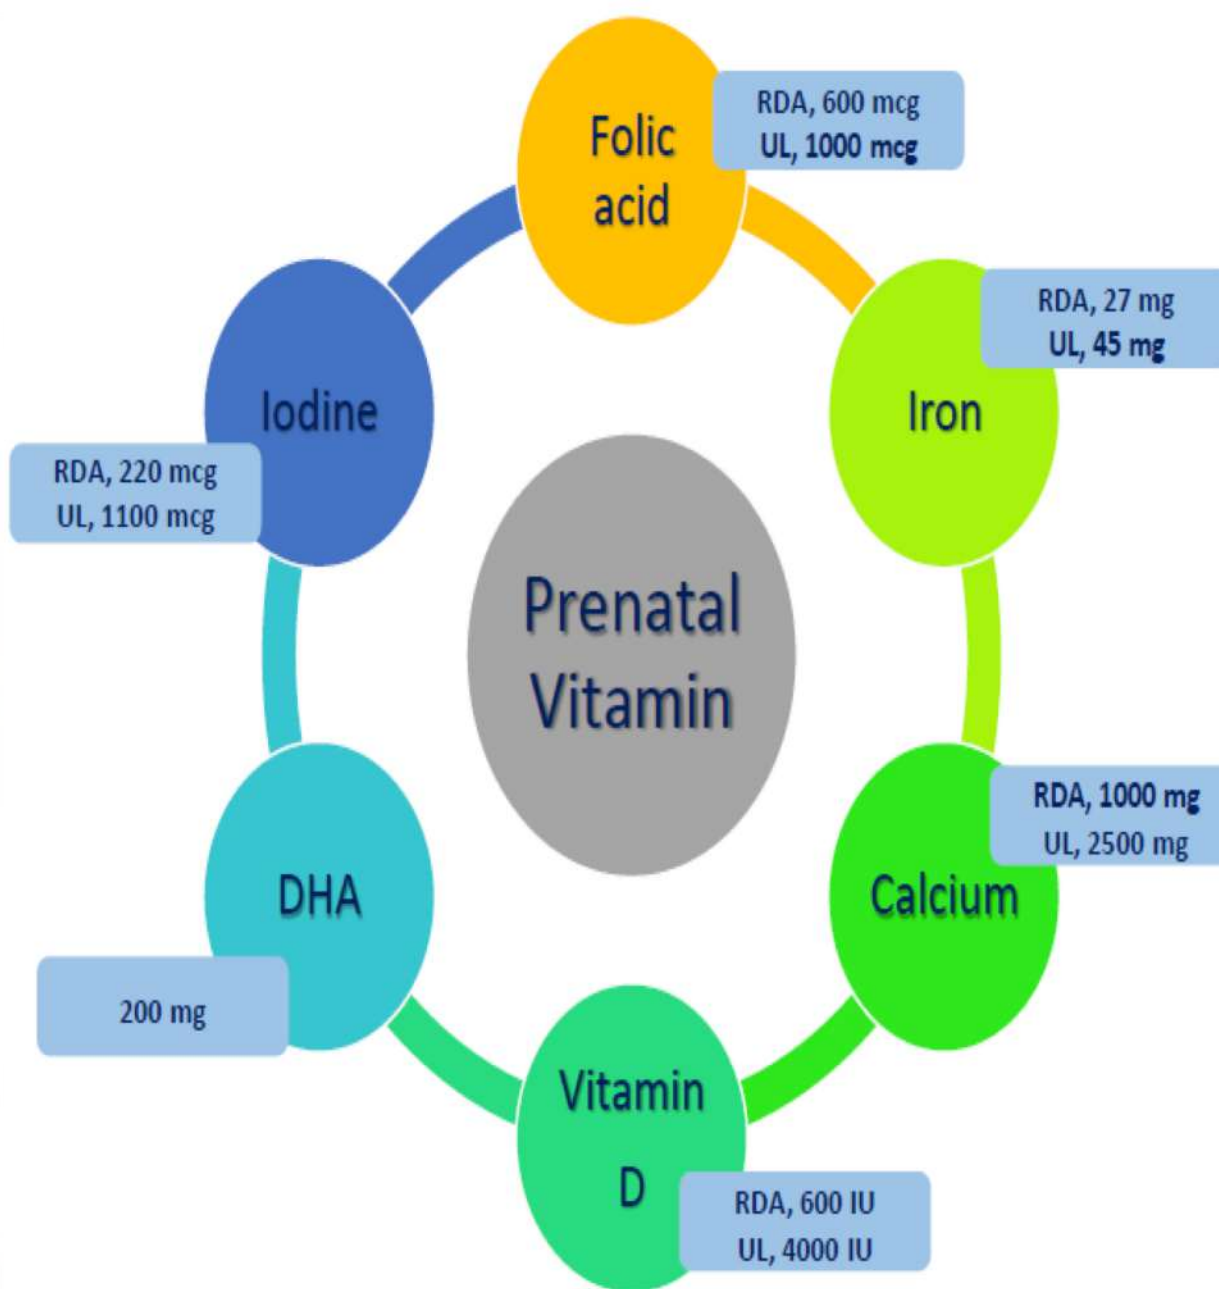 Folic
acid
RDA, 600 mcg
UL, 1000 mcg
Iron
RDA, 27 mg
UL, 45 mg
Calcium
RDA, 1000 mg
UL, 2500 mg
Vitamin
D
RDA, 600 IU
UL, 4000 IU
DHA
200 mg
Iodine
RDA, 220 mcg
UL, 1100 mcg
Prenatal
Vitamin